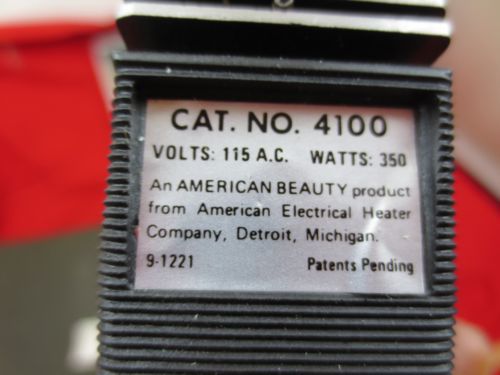 CAT. NO. 4100
VOLTS: 115 A.C. WATTS: 350
An AMERICAN BEAUTY product
from American Electrical Heater
Company, Detroit, Michigan.
9-1221 Patents Pending